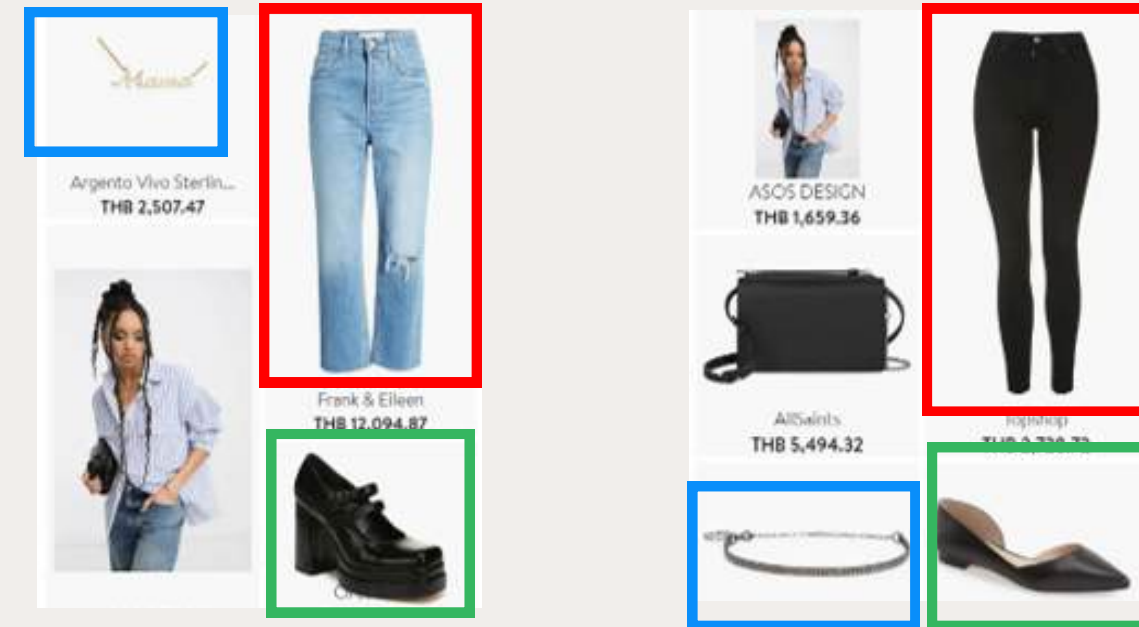 Mama
Argento Vivo Sterlin...
THB 2,507.47
Frank & Eileen
THB 12,094.87
ASOS DESIGN
THB 1,659.36
AllSaints
THB 5,494.32
Topshop